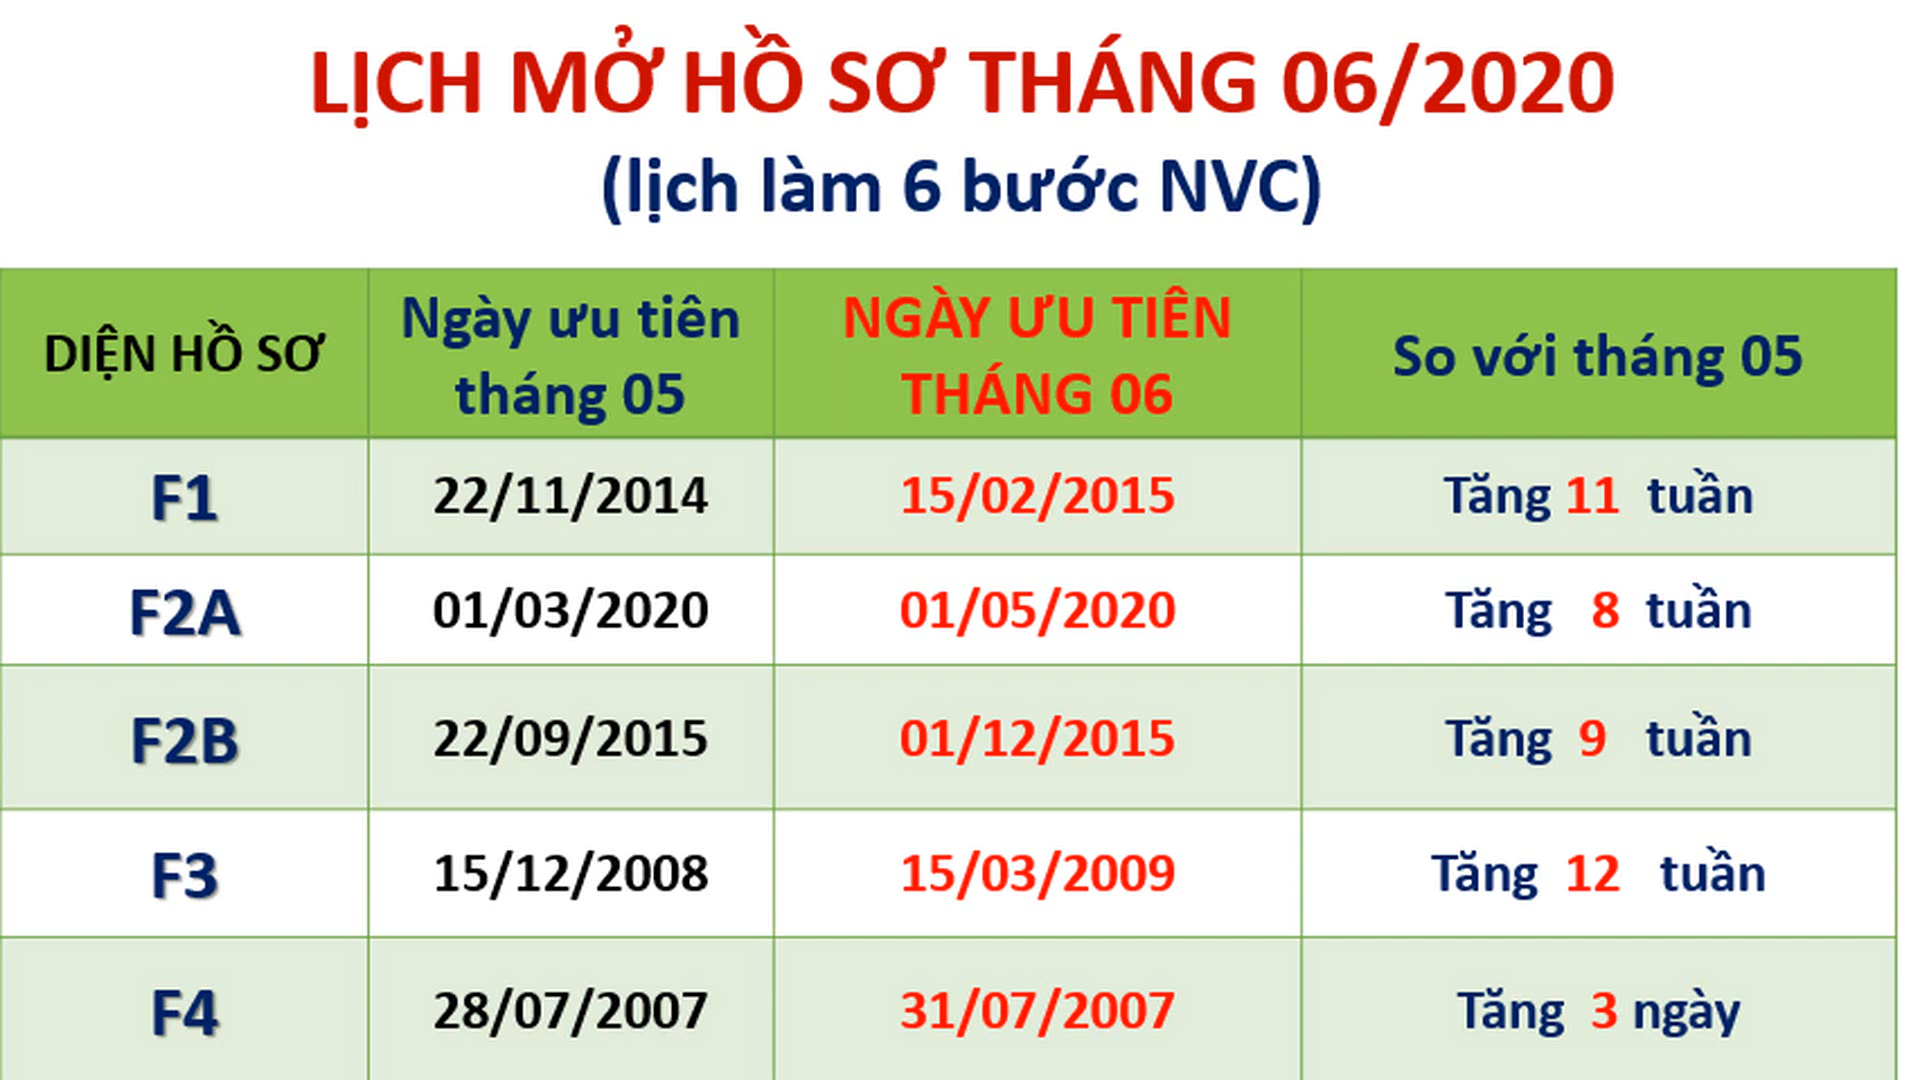 LỊCH MỞ HỒ SƠ THÁNG 06/2020
(lịch làm 6 bước NVC)
DIỆN HỒ SƠ
Ngày ưu tiên
tháng 05
NGÀY ƯU TIÊN
THÁNG 06
So với tháng 05
F1
22/11/2014
15/02/2015
Tăng 11 tuần
F2A
01/03/2020
01/05/2020
Tăng 8 tuần
F2B
22/09/2015
01/12/2015
Tăng 9 tuần
F3
15/12/2008
15/03/2009
Tăng 12 tuần
F4
28/07/2007
31/07/2007
Tăng 3 ngày